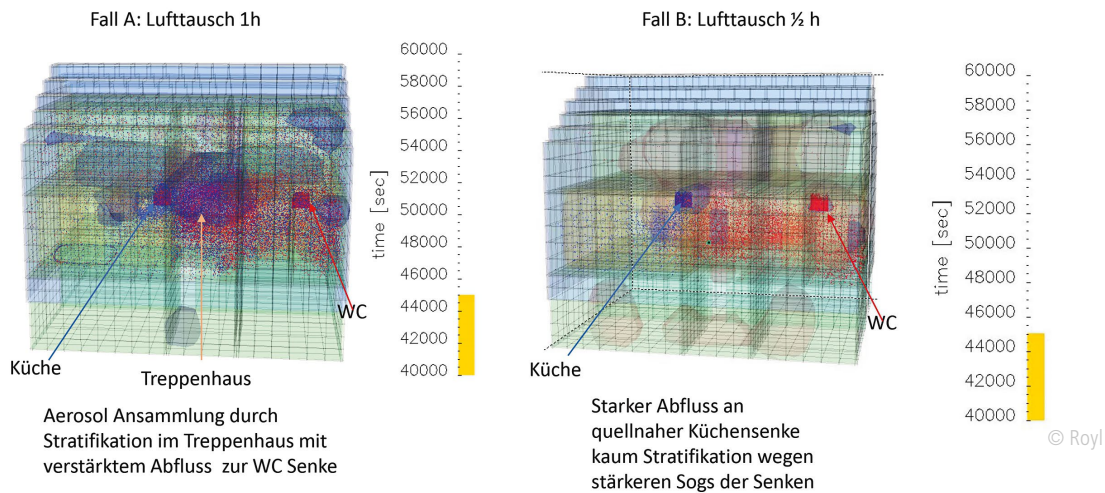 Fall A: Lufttausch 1h
60000
58000
56000
54000
52000
50000
48000
46000
44000
42000
40000
time [sec]
WC
Küche
Treppenhaus
Aerosol Ansammlung durch
Stratifikation im Treppenhaus mit
verstärktem Abfluss zur WC Senke
Fall B: Lufttausch ½ h
60000
58000
56000
54000
52000
50000
48000
46000
44000
42000
40000
time [sec]
WC
Küche
Starker Abfluss an
quellnaher Küchensenke
kaum Stratifikation wegen
stärkeren Sogs der Senken
© Royl